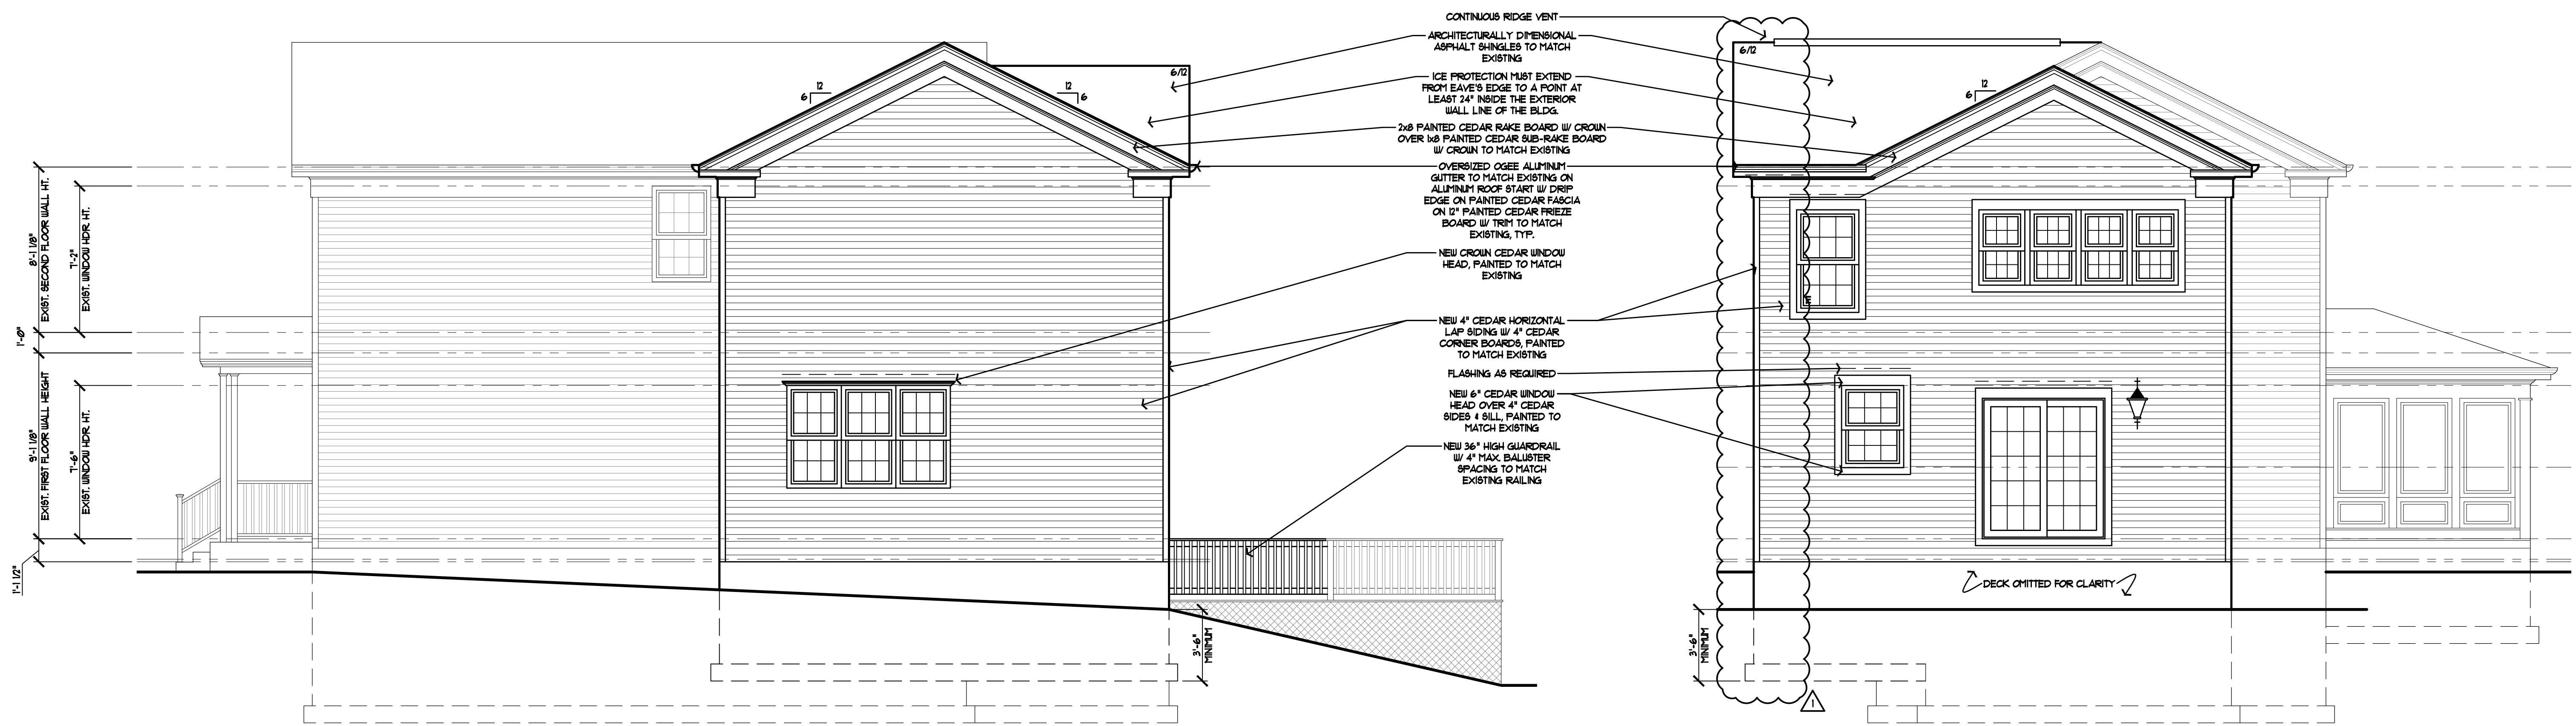 CONTINUOUS RIDGE VENT
ARCHITECTURALLY DIMENSIONAL
ASPHALT SHINGLES TO MATCH
EXISTING
ICE PROTECTION MUST EXTEND
FROM EAVE'S EDGE TO A POINT AT
LEAST 24" INSIDE THE EXTERIOR
WALL LINE OF THE BLDG.
2x8 PAINTED CEDAR RAKE BOARD W/ CROWN
OVER 1x8 PAINTED CEDAR SUB-RAKE BOARD
W/ CROWN TO MATCH EXISTING
OVERSIZED OGEE ALUMINUM
GUTTER TO MATCH EXISTING ON
ALUMINUM ROOF START W/ DRIP
EDGE ON PAINTED CEDAR FASCIA
ON 12" PAINTED CEDAR FRIEZE
BOARD W/ TRIM TO MATCH
EXISTING, TYP.
NEW CROWN CEDAR WINDOW
HEAD, PAINTED TO MATCH
EXISTING
NEW 4" CEDAR HORIZONTAL
LAP SIDING W/ 4" CEDAR
CORNER BOARDS, PAINTED
TO MATCH EXISTING
FLASHING AS REQUIRED
NEW 6" CEDAR WINDOW
HEAD OVER 4" CEDAR
SIDES & SILL, PAINTED TO
MATCH EXISTING
NEW 36" HIGH GUARDRAIL
W/ 4" MAX. BALUSTER
SPACING TO MATCH
EXISTING RAILING
12
6
12
6
6/12
6/12
12
6
8'-1 1/8"
EXIST. SECOND FLOOR WALL HT.
7'-2"
EXIST. WINDOW HDR. HT.
1'-0"
9'-1 1/8"
EXIST. FIRST FLOOR WALL HEIGHT
7'-6"
EXIST. WINDOW HDR. HT.
1'-1 1/2"
3'-6"
MINIMUM
3'-6"
MINIMUM
E
DECK OMITTED FOR CLARITY
1